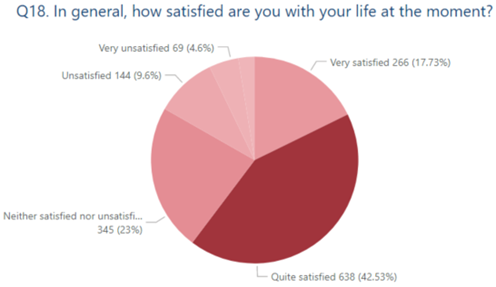 Q18. In general, how satisfied are you with your life at the moment?
Very unsatisfied 69 (4.6%)
Very satisfied 266 (17.73%)
Unsatisfied 144 (9.6%)
Neither satisfied nor unsatisfi...
345 (23%)
Quite satisfied 638 (42.53%)